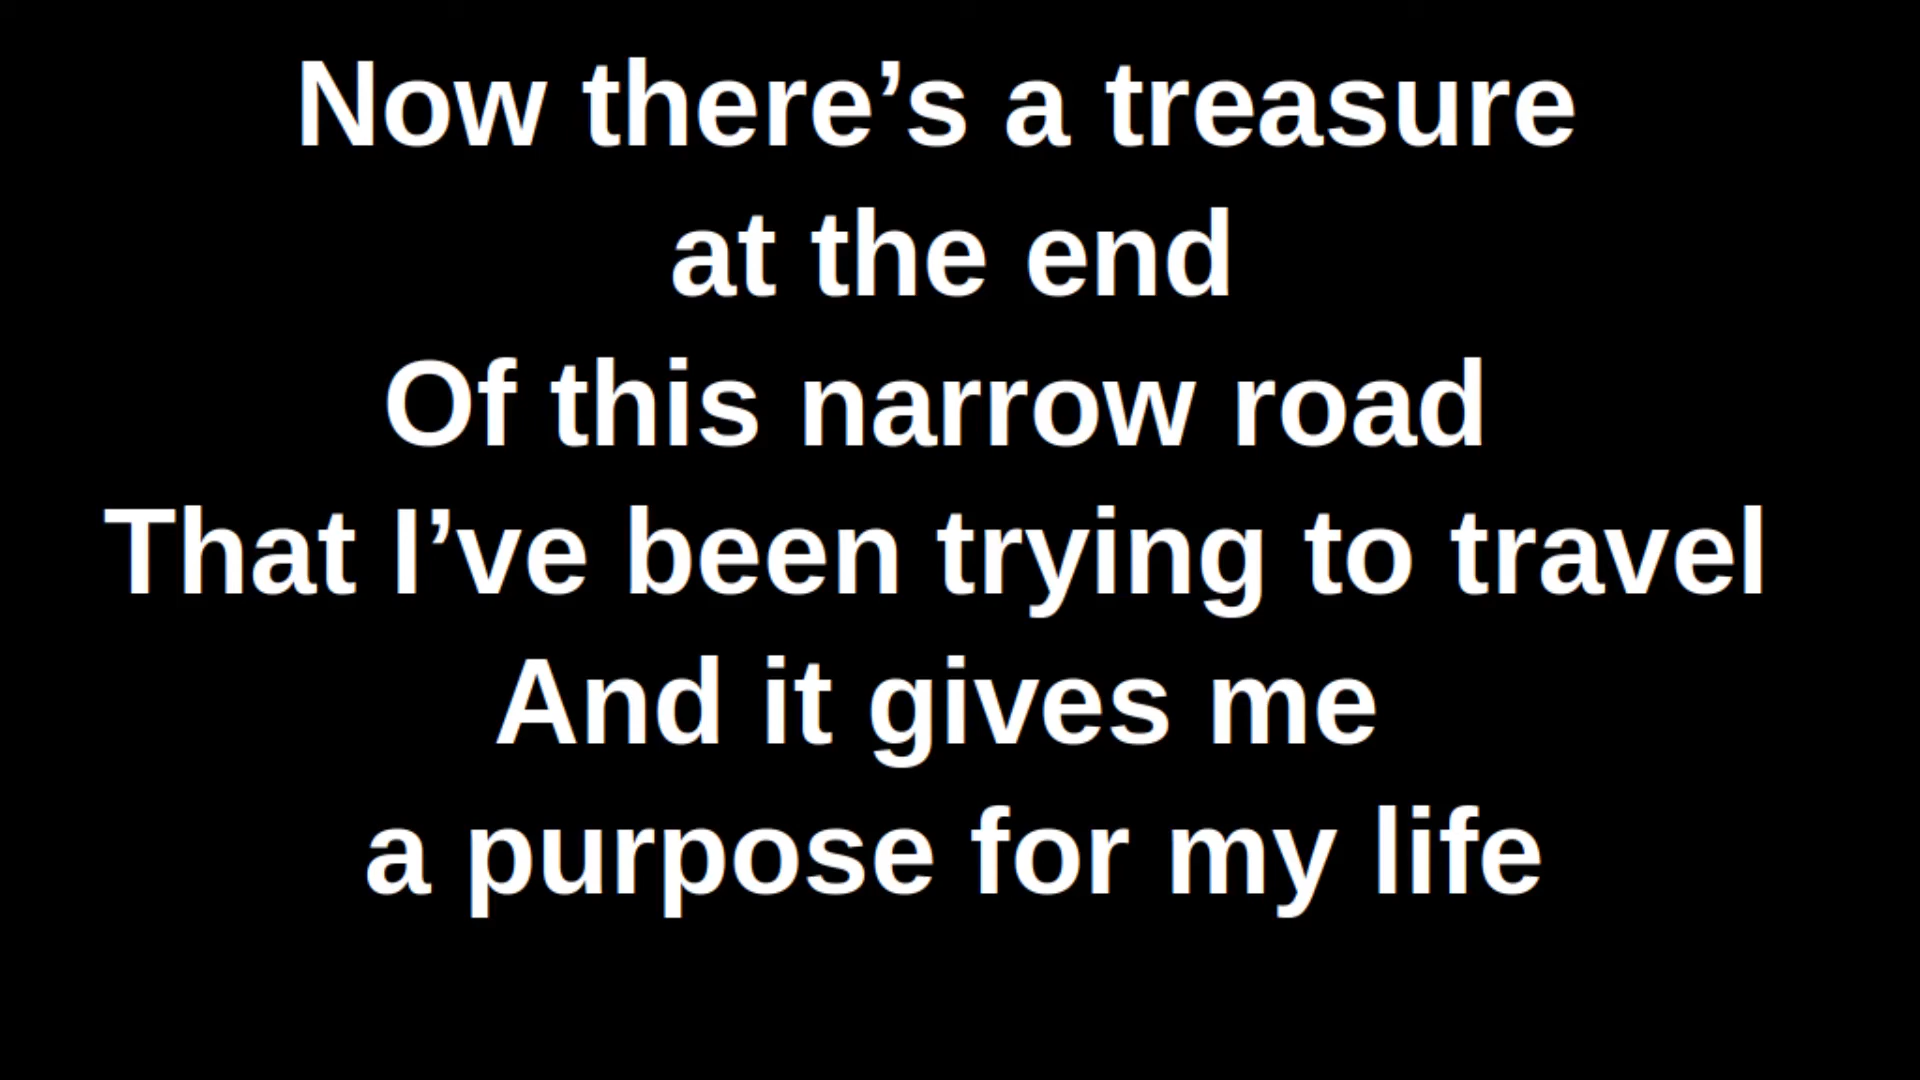 Now there’s a treasure
at the end
Of this narrow road
That I’ve been trying to travel
And it gives me
a purpose for my life